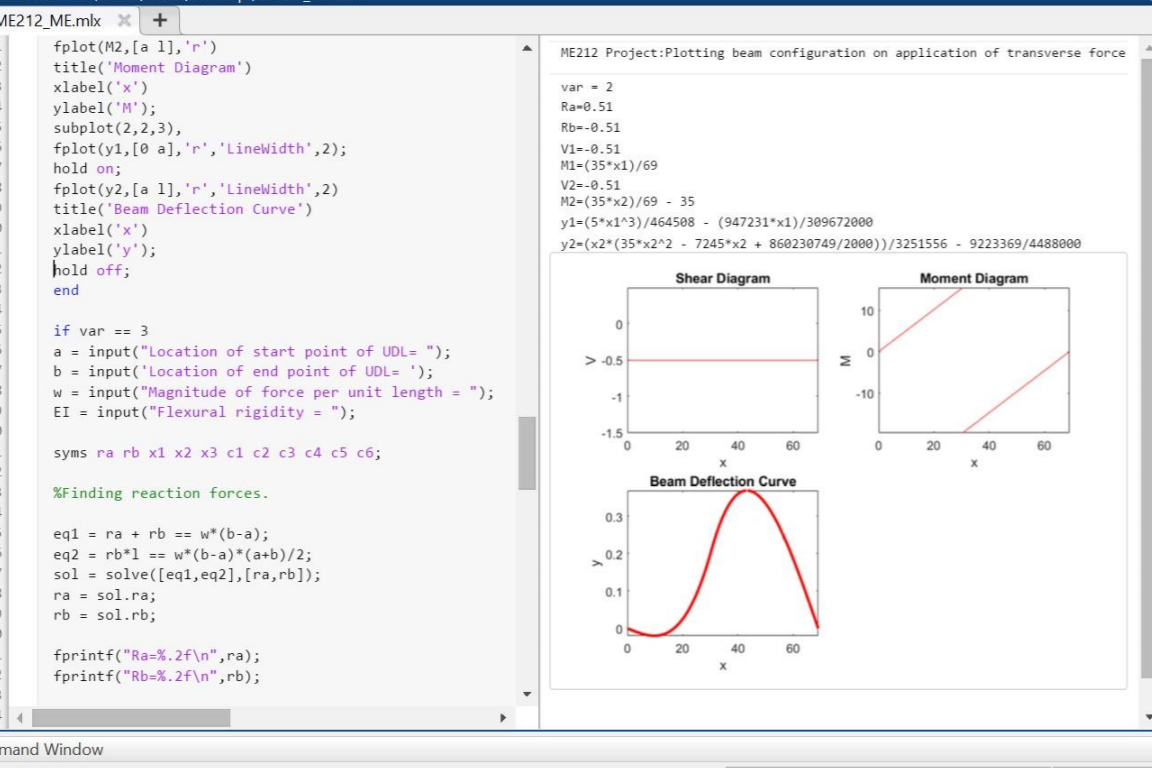 ME212_ME.mlx
fplot(M2,[a l],'r')
title('Moment Diagram')
xlabel('x')
ylabel('M');
subplot(2,2,3),
fplot(y1,[0 a],'r','LineWidth',2);
hold on;
fplot(y2,[a l],'r','LineWidth',2)
title('Beam Deflection Curve')
xlabel('x')
ylabel('y');
hold off;
end
if var == 3
a = input("Location of start point of UDL= ");
b = input('Location of end point of UDL= ');
w = input("Magnitude of force per unit length = ");
EI = input("Flexural rigidity = ");
syms ra rb x1 x2 x3 c1 c2 c3 c4 c5 c6;
%Finding reaction forces.
eq1 = ra + rb == w*(b-a);
eq2 = rb*l == w*(b-a)*(a+b)/2;
sol = solve([eq1,eq2],[ra,rb]);
ra = sol.ra;
rb = sol.rb;
fprintf("Ra=%.2f\n",ra);
fprintf("Rb=%.2f\n",rb);
ME212 Project:Plotting beam configuration on application of transverse force
var = 2
Ra=0.51
Rb=-0.51
V1=-0.51
M1=(35*x1)/69
V2=-0.51
M2=(35*x2)/69 - 35
y1=(5*x1^3)/464508 - (947231*x1)/309672000
y2=(x2*(35*x2^2 - 7245*x2 + 860230749/2000))/3251556 - 9223369/4488000
Shear Diagram
0
-0.5
-1
-1.5
V
0 20 40 60
x
Moment Diagram
10
0
-10
M
0 20 40 60
x
Beam Deflection Curve
0.3
0.2
0.1
0
y
0 20 40 60
x
mand Window